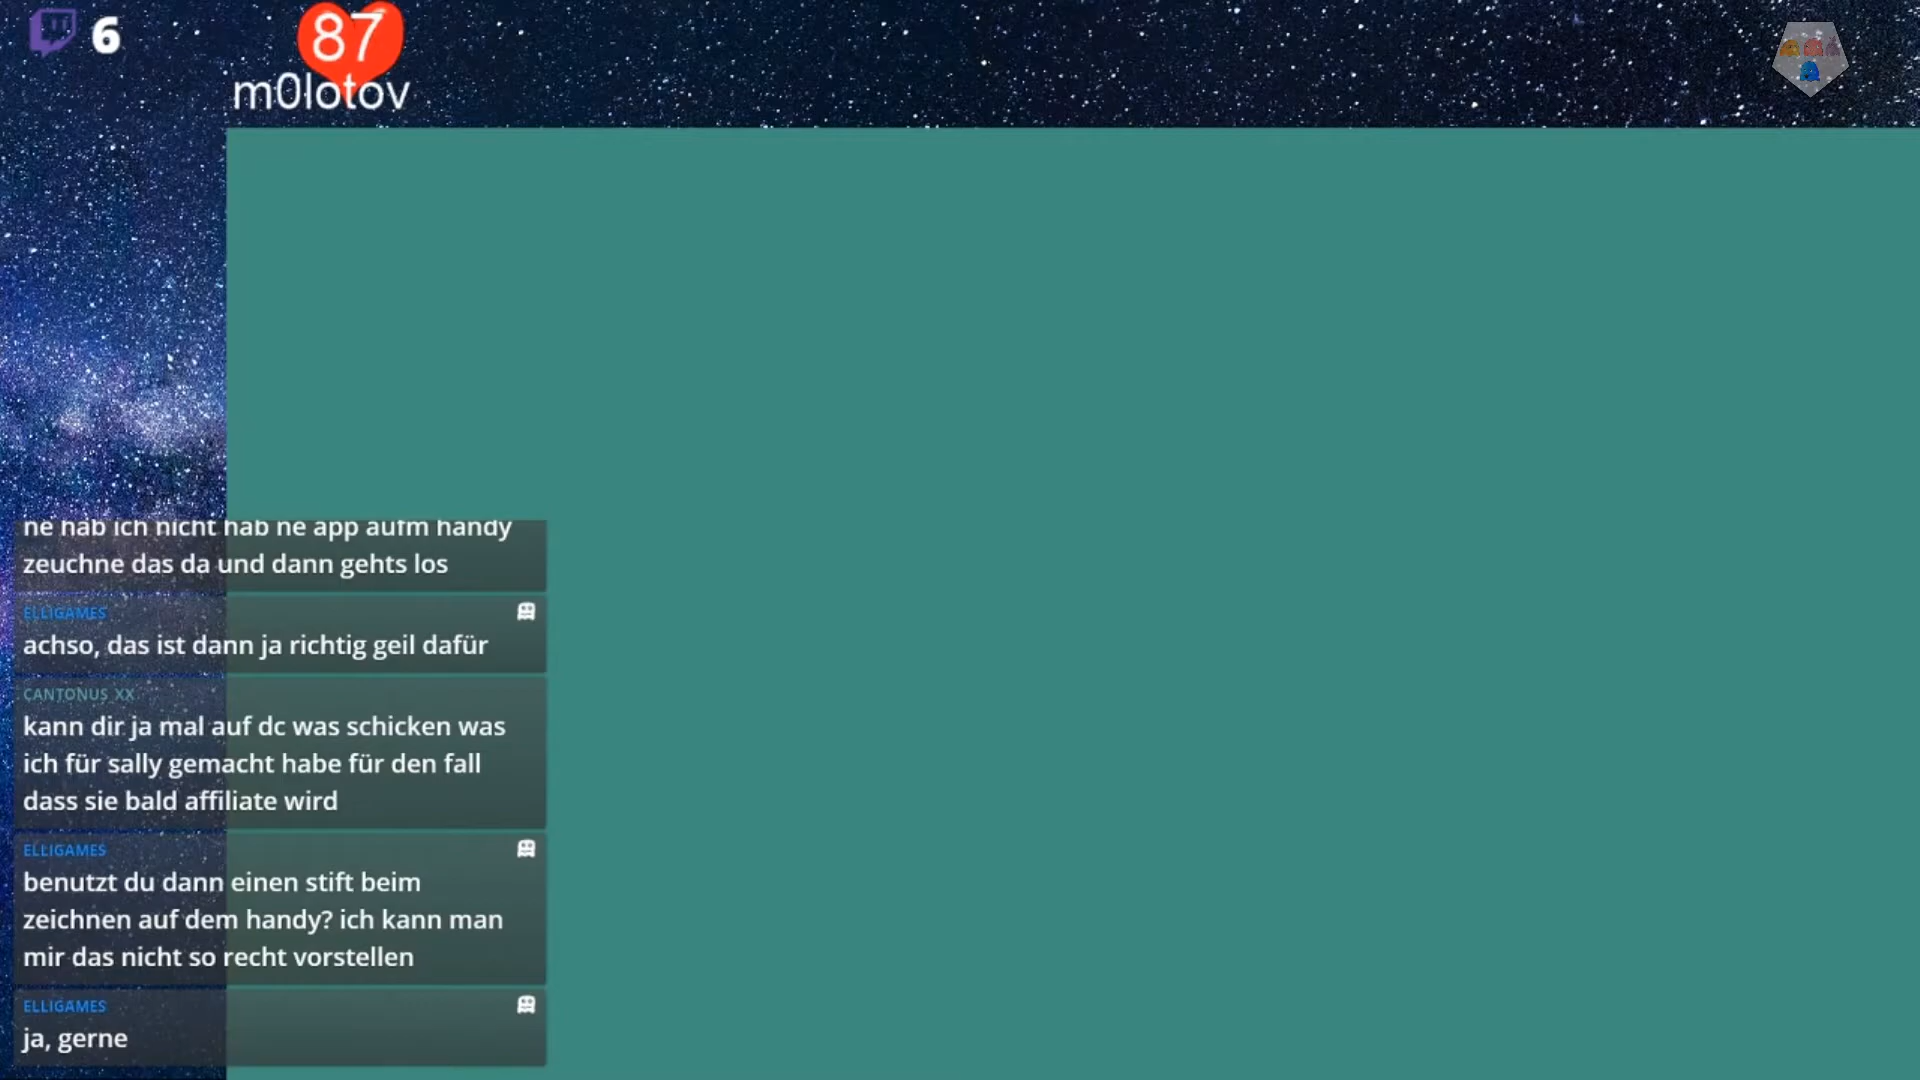 6
87
m0lotov
ne hab ich nicht hab ne app aufm handy
zeuchne das da und dann gehts los
ELLIGAMES
achso, das ist dann ja richtig geil dafür
CANTONUS XX
kann dir ja mal auf dc was schicken was
ich für sally gemacht habe für den fall
dass sie bald affiliate wird
ELLIGAMES
benutzt du dann einen stift beim
zeichnen auf dem handy? ich kann man
mir das nicht so recht vorstellen
ELLIGAMES
ja, gerne